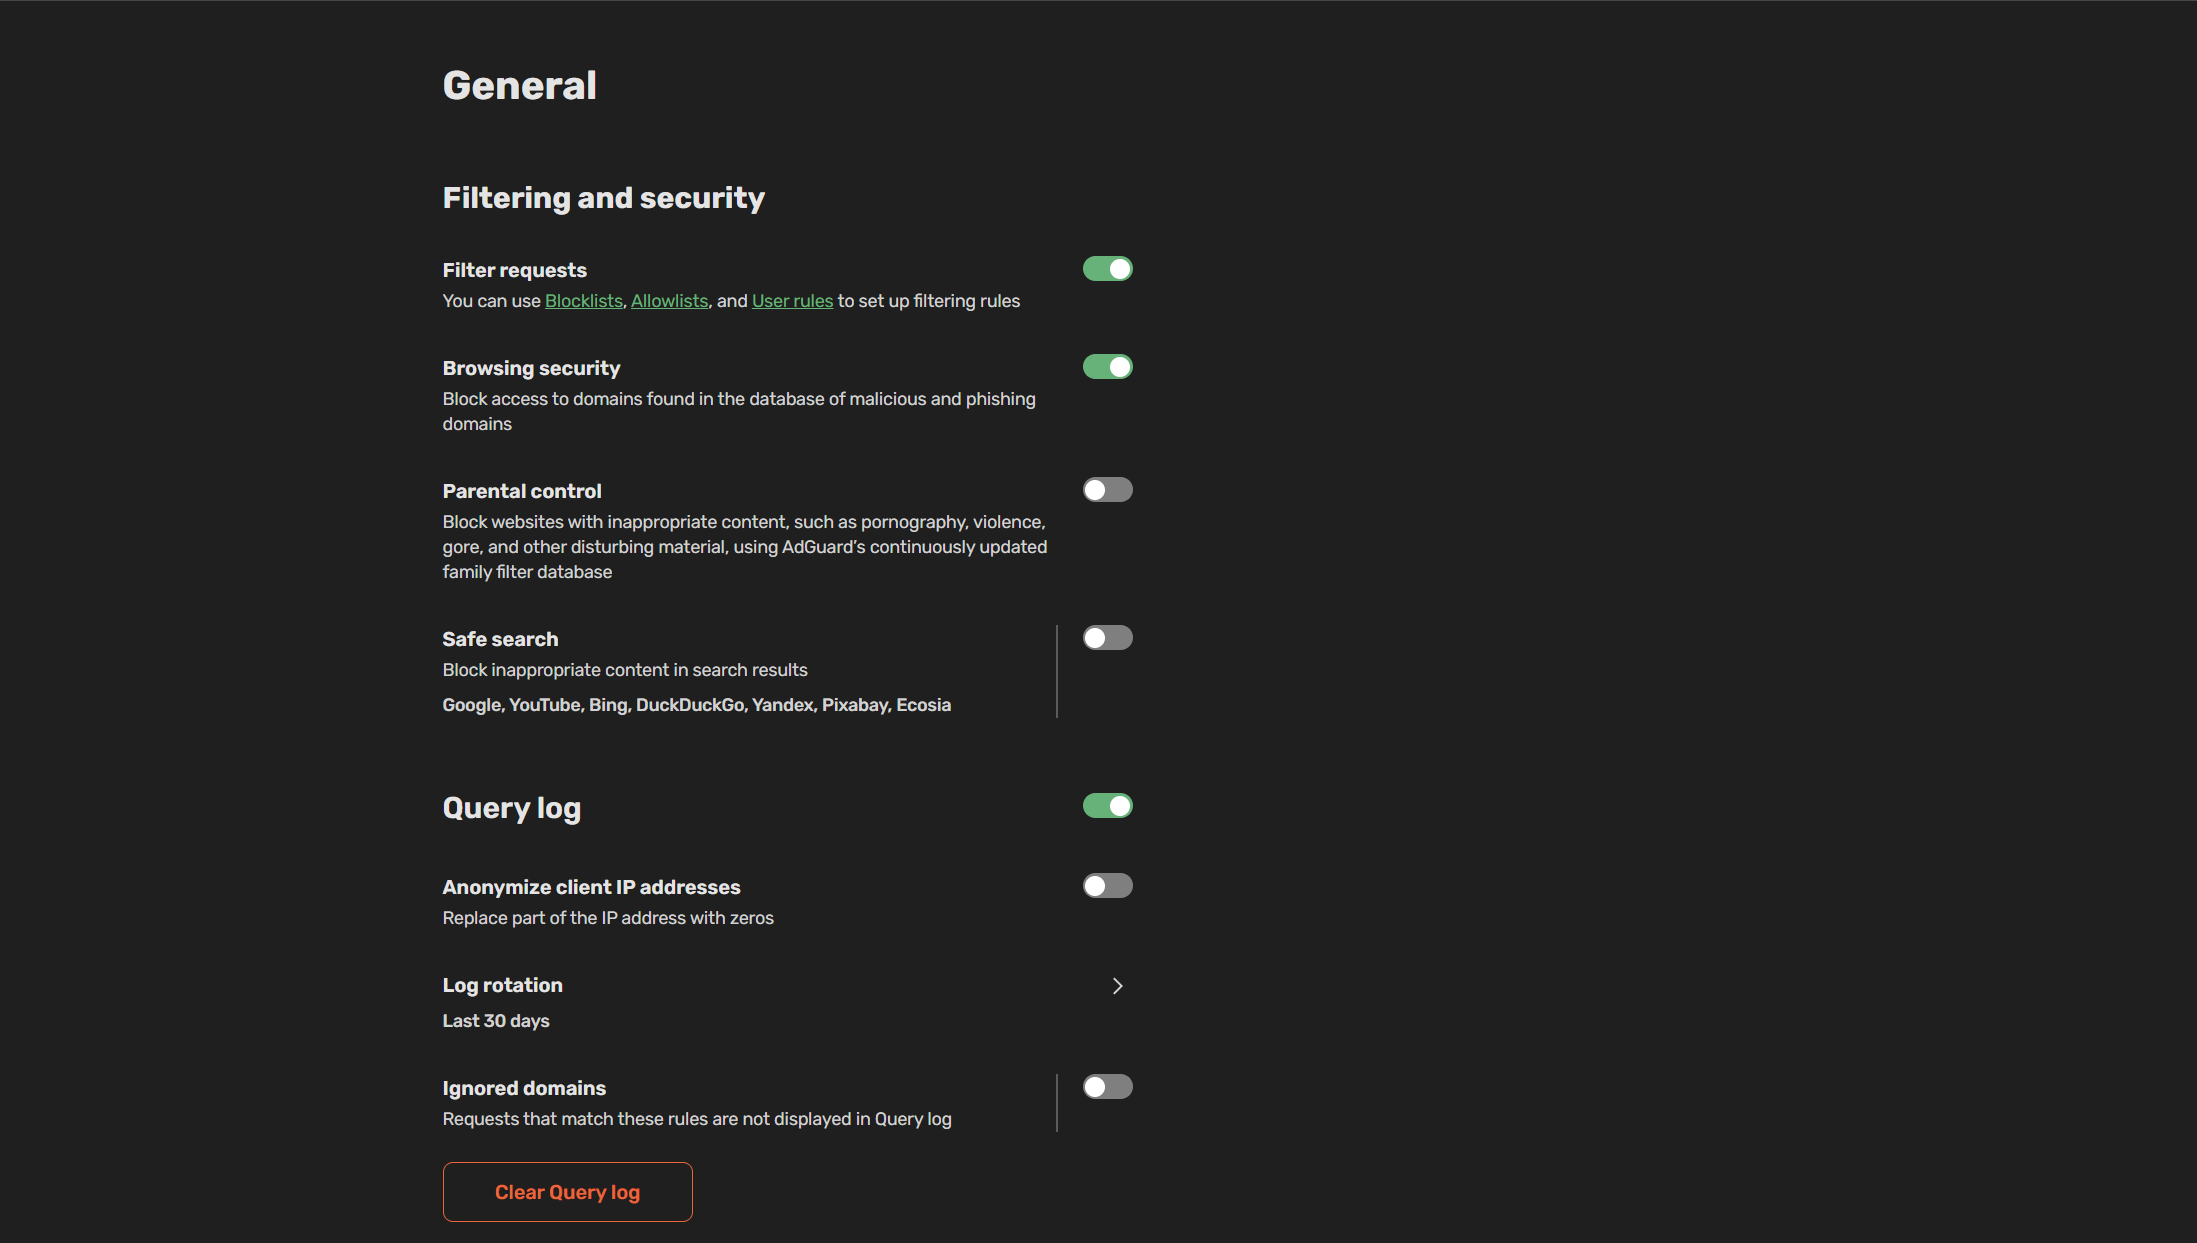 General
Filtering and security
Filter requests
You can use Blocklists, Allowlists, and User rules to set up filtering rules
Browsing security
Block access to domains found in the database of malicious and phishing
domains
Parental control
Block websites with inappropriate content, such as pornography, violence,
gore, and other disturbing material, using AdGuard’s continuously updated
family filter database
Safe search
Block inappropriate content in search results
Google, YouTube, Bing, DuckDuckGo, Yandex, Pixabay, Ecosia
Query log
Anonymize client IP addresses
Replace part of the IP address with zeros
Log rotation
Last 30 days
Ignored domains
Requests that match these rules are not displayed in Query log
Clear Query log